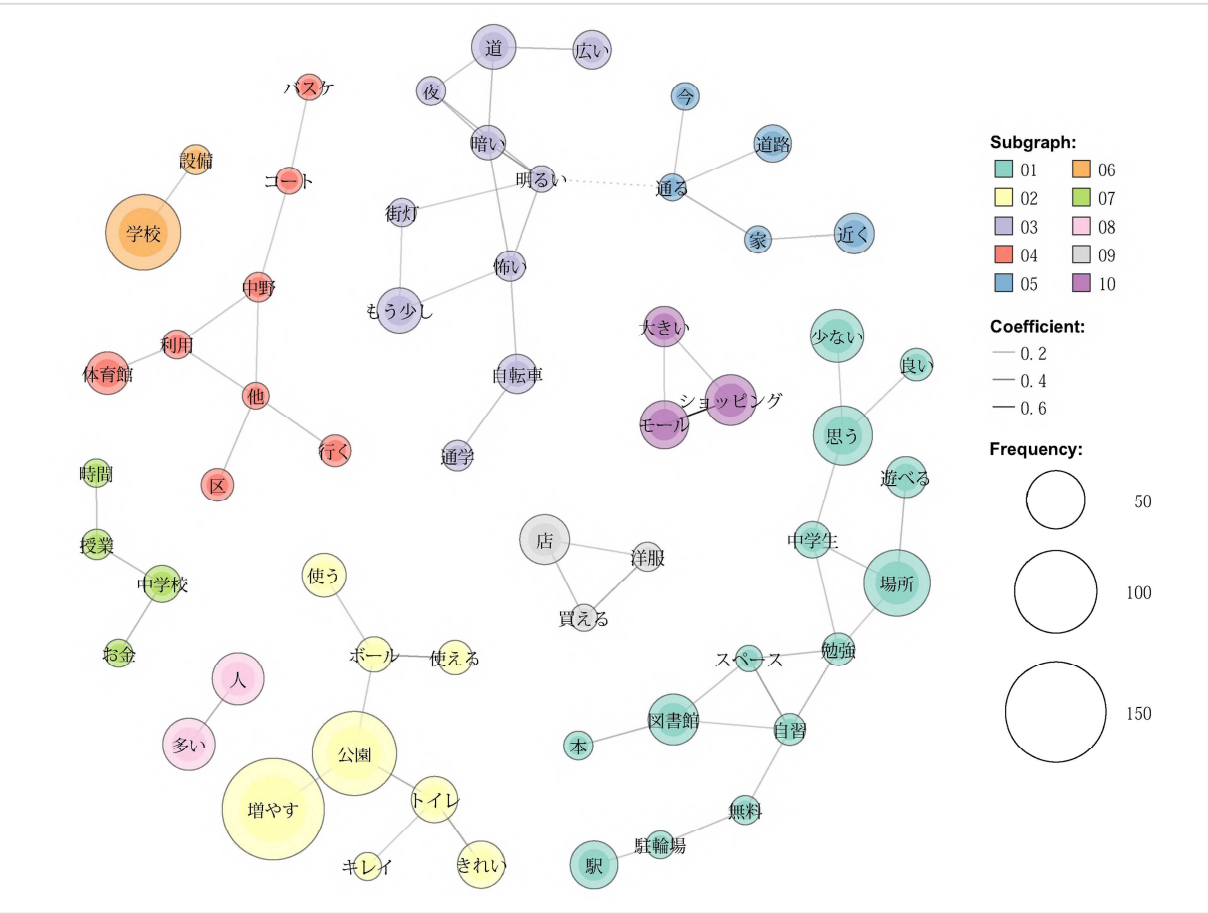 道
広い
夜
バスケ
今
暗い
道路
設備
コート
明るい
通る
街灯
学校
家
近く
怖い
中野
もう少し
大きい
少ない
利用
良い
体育館
自転車
他
ショッピング
モール
思う
行く
通学
時間
区
遊べる
授業
店
中学生
洋服
使う
中学校
場所
買える
お金
ボール
使える
スペース
勉強
人
図書館
自習
多い
本
公園
増やす
トイレ
無料
駐輪場
キレイ
きれい
駅
Subgraph:
01 06
02 07
03 08
04 09
05 10
Coefficient:
0.2
0.4
0.6
Frequency:
50
100
150